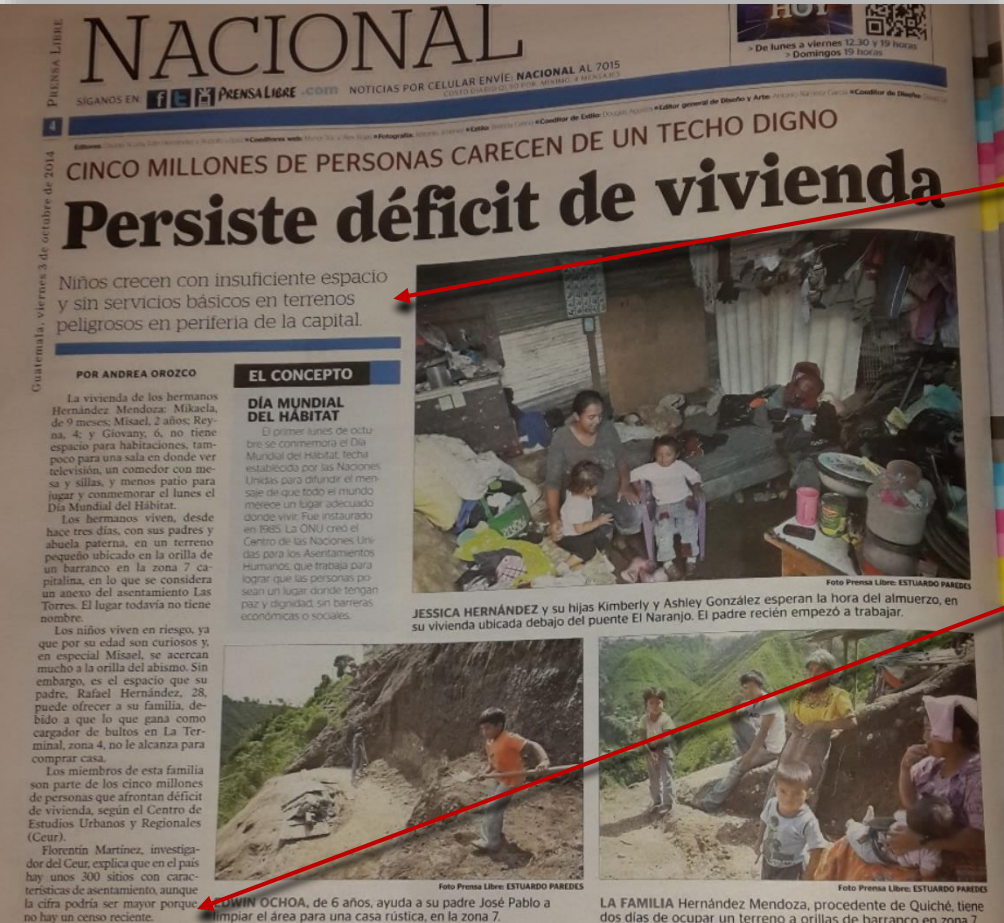 PRENSA LIBRE
NACIONAL
HOY
> De lunes a viernes 12.30 y 19 horas
> Domingos 19 horas
SÍGANOS EN: PRENSALIBRE.COM NOTICIAS POR CELULAR ENVÍE: NACIONAL AL 7015
4
Guatemala, viernes 3 de octubre de 2014
CINCO MILLONES DE PERSONAS CARECEN DE UN TECHO DIGNO
Persiste déficit de vivienda
Niños crecen con insuficiente espacio
y sin servicios básicos en terrenos
peligrosos en periferia de la capital.
POR ANDREA OROZCO
La vivienda de los hermanos
Hernández Mendoza: Mikaela,
de 9 meses; Misael, 2 años; Rey-
na, 4; y Giovany, 6, no tiene
espacio para habitaciones, tam-
poco para una sala en donde ver
televisión, un comedor con me-
sa y sillas, y menos patio para
jugar y conmemorar el lunes el
Día Mundial del Hábitat.
Los hermanos viven, desde
hace tres días, con sus padres y
abuela paterna, en un terreno
pequeño ubicado en la orilla de
un barranco en la zona 7 ca-
pitalina, en lo que se considera
un anexo del asentamiento Las
Torres. El lugar todavía no tiene
nombre.
Los niños viven en riesgo, ya
que por su edad son curiosos y,
en especial Misael, se acercan
mucho a la orilla del abismo. Sin
embargo, es el espacio que su
padre, Rafael Hernández, 28,
puede ofrecer a su familia, de-
bido a que lo que gana como
cargador de bultos en La Ter-
minal, zona 4, no le alcanza para
comprar casa.
Los miembros de esta familia
son parte de los cinco millones
de personas que afrontan déficit
de vivienda, según el Centro de
Estudios Urbanos y Regionales
(Ceur).
Florentín Martínez, investiga-
dor del Ceur, explica que en el país
hay unos 300 sitios con carac-
terísticas de asentamiento, aunque
la cifra podría ser mayor porque
no hay un censo reciente.
EL CONCEPTO
DÍA MUNDIAL
DEL HÁBITAT
El primer lunes de octu-
bre se conmemora el Día
Mundial del Hábitat, fecha
establecida por las Naciones
Unidas para difundir el men-
saje de que todo el mundo
merece un lugar adecuado
donde vivir. Fue instaurado
en 1985. La ONU creó el
Centro de las Naciones Uni-
das para los Asentamientos
Humanos, que trabaja para
lograr que las personas po-
sean un lugar donde tengan
paz y dignidad, sin barreras
económicas o sociales.
Foto Prensa Libre: ESTUARDO PAREDES
JESSICA HERNÁNDEZ y su hijas Kimberly y Ashley González esperan la hora del almuerzo, en
su vivienda ubicada debajo del puente El Naranjo. El padre recién empezó a trabajar.
Foto Prensa Libre: ESTUARDO PAREDES
EDWIN OCHOA, de 6 años, ayuda a su padre José Pablo a
limpiar el área para una casa rústica, en la zona 7.
Foto Prensa Libre: ESTUARDO PAREDES
LA FAMILIA Hernández Mendoza, procedente de Quiché, tiene
dos días de ocupar un terreno a orillas de barranco en zona 7.